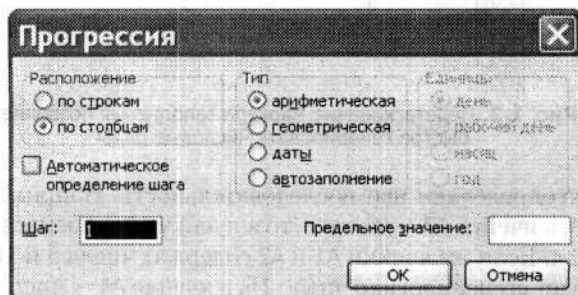 Прогрессия
Расположение
по строкам
по столбцам
Автоматическое
определение шага
Тип
арифметическая
геометрическая
даты
автозаполнение
Единицы
день
рабочий день
месяц
год
Шаг: 1
Предельное значение:
OK
Отмена